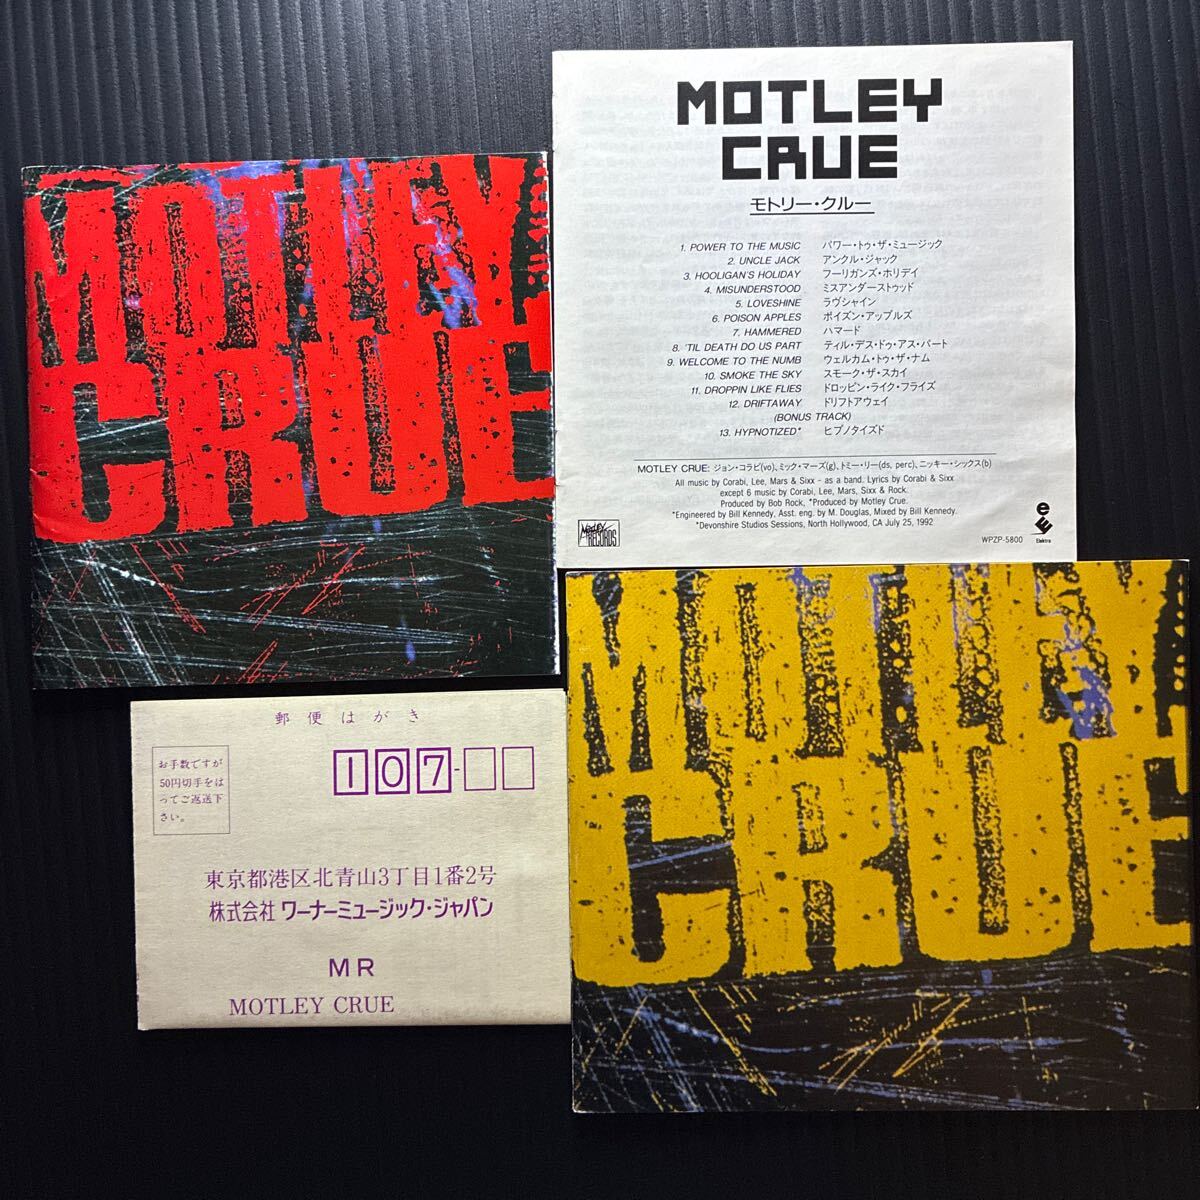 MOTLEY
CRUE
MOTLEY
CRUE
モトリー・クルー
1. POWER TO THE MUSIC パワー・トゥ・ザ・ミュージック
2. UNCLE JACK アンクル・ジャック
3. HOOLIGAN'S HOLIDAY フーリガンズ・ホリデイ
4. MISUNDERSTOOD ミスアンダーストゥッド
5. LOVESHINE ラヴシャイン
6. POISON APPLES ポイズン・アップルズ
7. HAMMERED ハマード
8. 'TIL DEATH DO US PART ティル・デス・ドゥ・アス・パート
9. WELCOME TO THE NUMB ウェルカム・トゥ・ザ・ナム
10. SMOKE THE SKY スモーク・ザ・スカイ
11. DROPPIN LIKE FLIES ドロッピン・ライク・フライズ
12. DRIFTAWAY ドリフトアウェイ
(BONUS TRACK)
13. HYPNOTIZED* ヒプノタイズド
MOTLEY CRUE: ジョン・コラビ(vo)、ミック・マーズ(g)、トミー・リー(ds, perc)、ニッキー・シックス(b)
All music by Corabi, Lee, Mars & Sixx - as a band. Lyrics by Corabi & Sixx
except 6 music by Corabi, Lee, Mars, Sixx & Rock.
Produced by Bob Rock, *Produced by Motley Crue.
*Engineered by Bill Kennedy, Asst. eng. by M. Douglas, Mixed by Bill Kennedy.
*Devonshire Studios Sessions, North Hollywood, CA July 25, 1992
MOTLEY
RECORDS
WPZP-5800
Elektra
郵便はがき
107-
お手数ですが
50円切手をは
ってご返送下
さい。
東京都港区北青山3丁目1番2号
株式会社 ワーナーミュージック・ジャパン
MR
MOTLEY CRUE
MOTLEY
CRUE